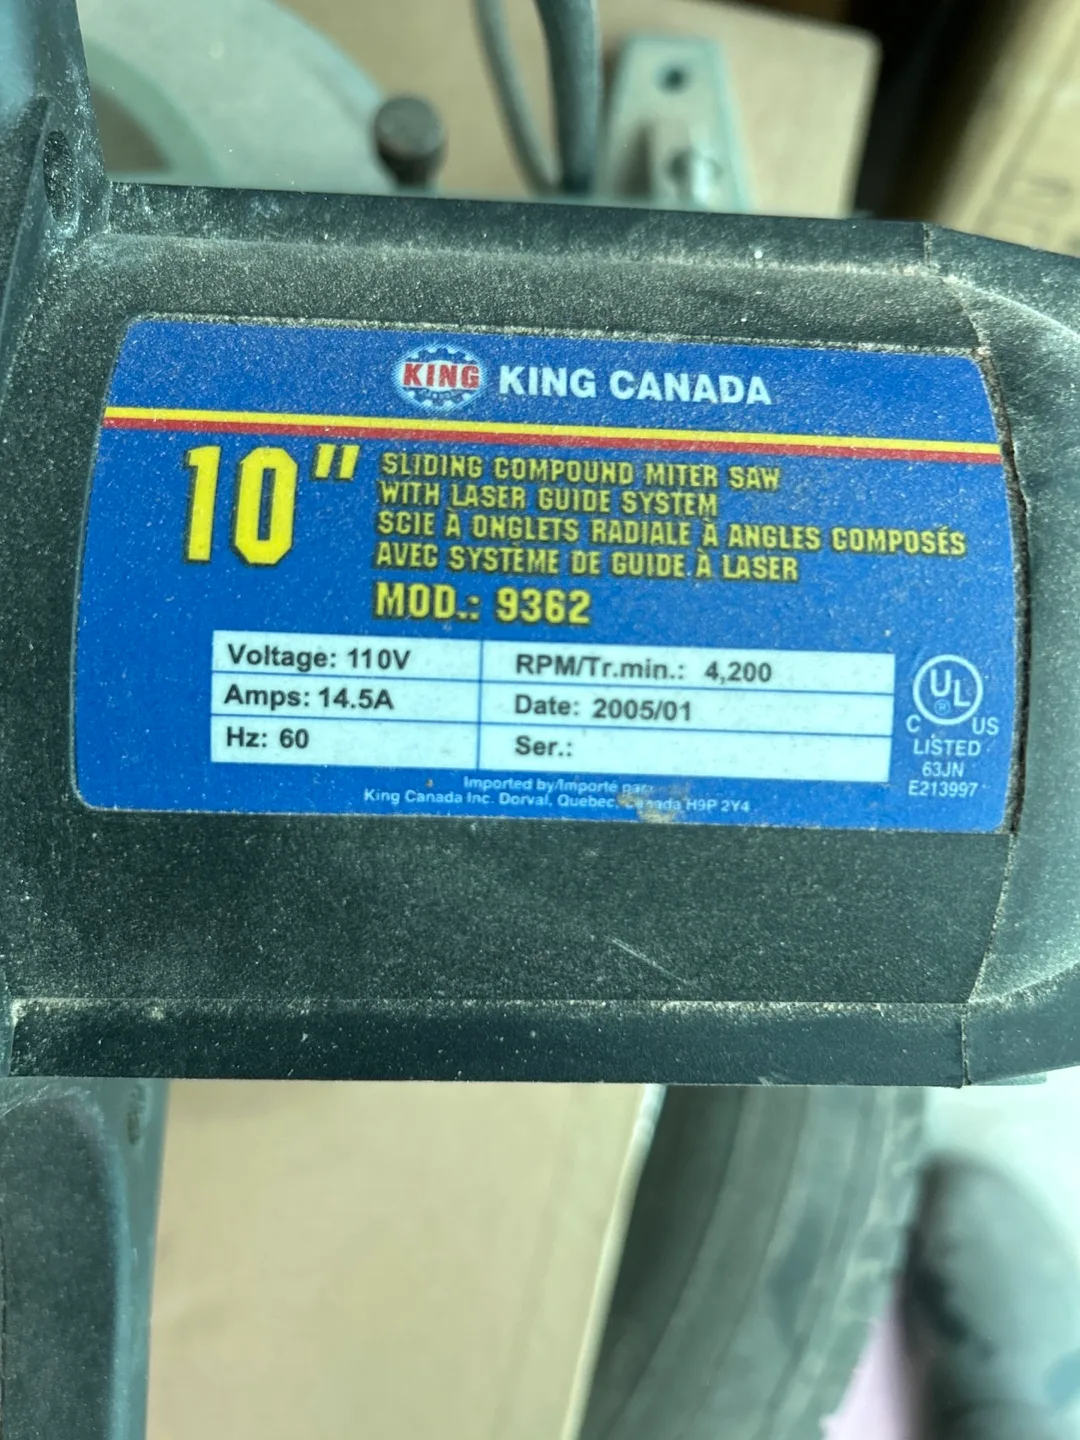 KING KING CANADA
10" SLIDING COMPOUND MITER SAW
WITH LASER GUIDE SYSTEM
SCIE À ONGLETS RADIALE À ANGLES COMPOSÉS
AVEC SYSTÈME DE GUIDE À LASER
MOD.: 9362
Voltage: 110V RPM/Tr.min.: 4,200
Amps: 14.5A Date: 2005/01
Hz: 60 Ser.:
UL ®
C US
LISTED
63JN
E213997
Imported by/Importé par:
King Canada Inc. Dorval, Quebec, Canada H9P 2Y4